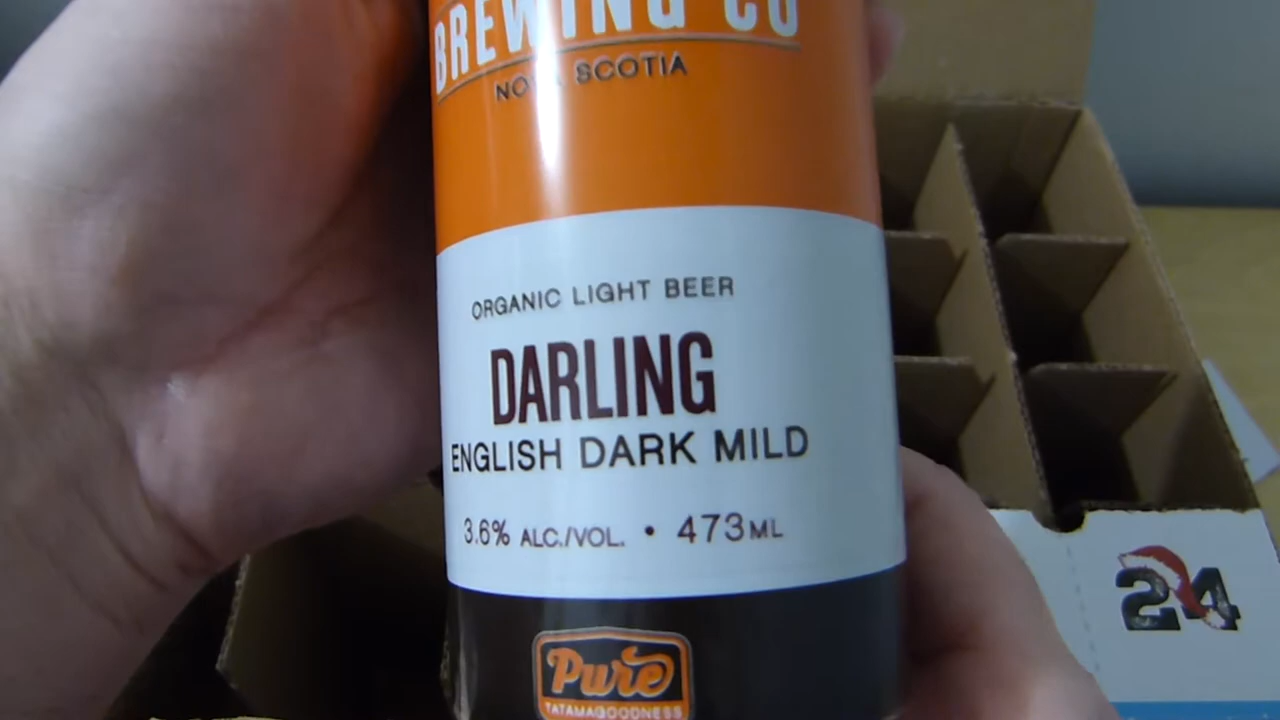 BREWING CO
NOVA SCOTIA
ORGANIC LIGHT BEER
DARLING
ENGLISH DARK MILD
3.6% ALC./VOL. • 473ML
Pure
TATAMAGOODNESS
24